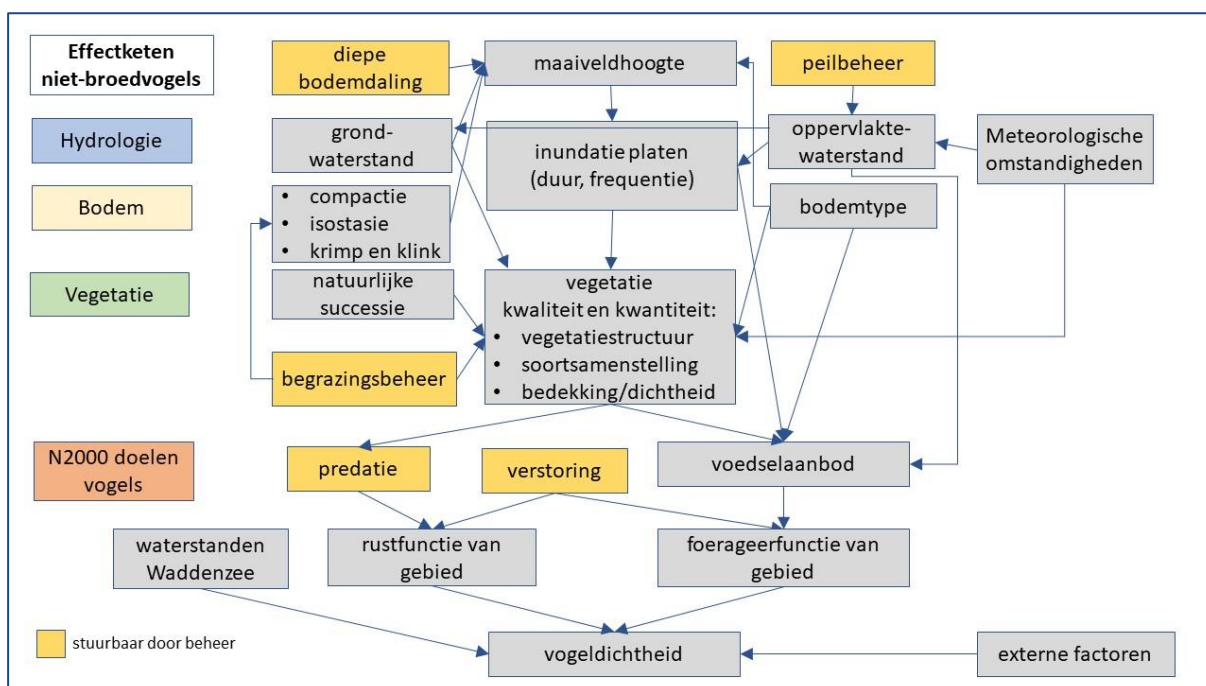 Effectketen
niet-broedvogels
diepe
bodemdaling
maaiveldhoogte
peilbeheer
Hydrologie
grond-
waterstand
inundatie platen
(duur, frequentie)
oppervlakte-
waterstand
Meteorologische
omstandigheden
Bodem
• compactie
• isostasie
• krimp en klink
bodemtype
Vegetatie
natuurlijke
successie
vegetatie
kwaliteit en kwantiteit:
• vegetatiestructuur
• soortsamenstelling
• bedekking/dichtheid
begrazingsbeheer
N2000 doelen
vogels
predatie
verstoring
voedselaanbod
waterstanden
Waddenzee
rustfunctie van
gebied
foerageerfunctie van
gebied
stuurbaar door beheer
vogeldichtheid
externe factoren